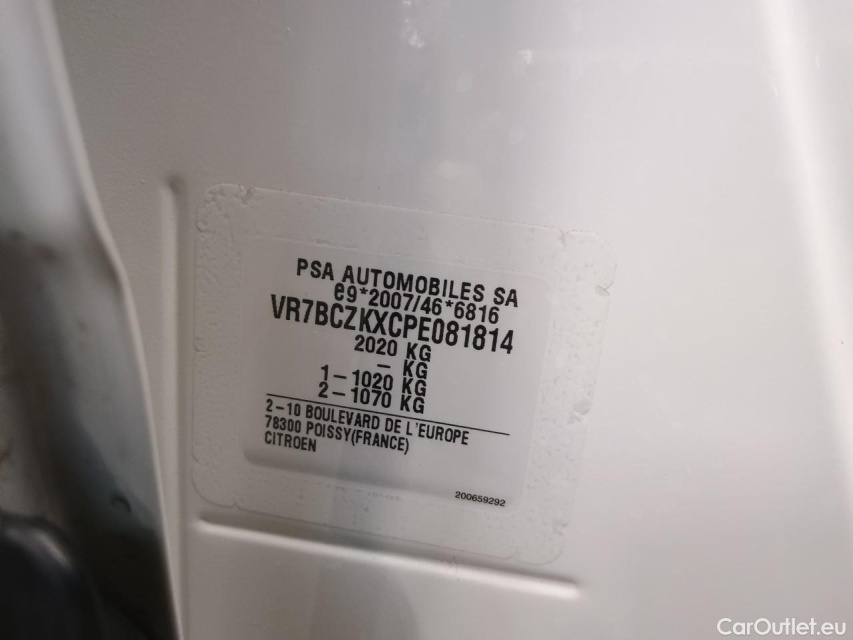 PSA AUTOMOBILES SA
e9*2007/46*6816
VR7BCZKXCPE081814
2020 KG
- KG
1-1020 KG
2-1070 KG
2-10 BOULEVARD DE L'EUROPE
78300 POISSY(FRANCE)
CITROEN
200659292
CarOutlet.eu